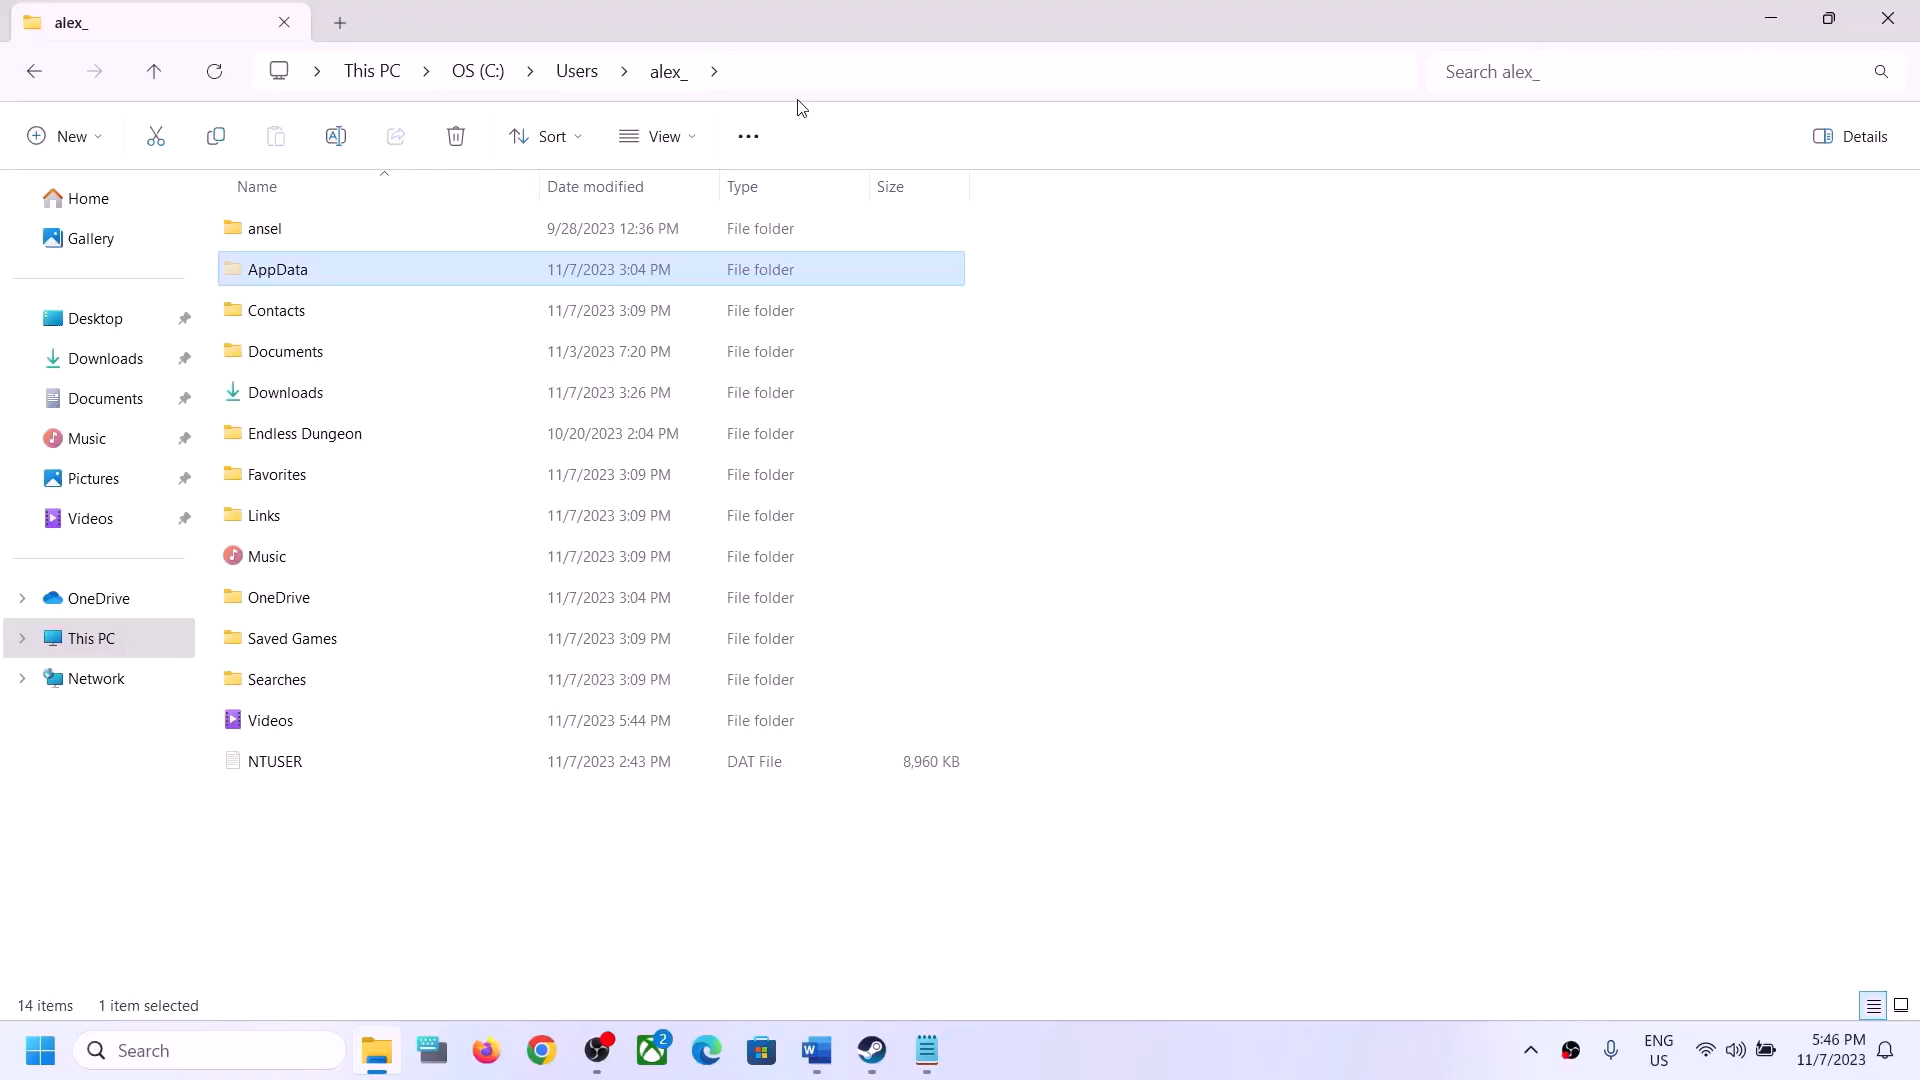 alex_
This PC > OS (C:) > Users > alex_ >
Search alex_
New
Sort
View
Details
Name Date modified Type Size
Home
Gallery
Desktop
Downloads
Documents
Music
Pictures
Videos
OneDrive
This PC
Network
ansel 9/28/2023 12:36 PM File folder
AppData 11/7/2023 3:04 PM File folder
Contacts 11/7/2023 3:09 PM File folder
Documents 11/3/2023 7:20 PM File folder
Downloads 11/7/2023 3:26 PM File folder
Endless Dungeon 10/20/2023 2:04 PM File folder
Favorites 11/7/2023 3:09 PM File folder
Links 11/7/2023 3:09 PM File folder
Music 11/7/2023 3:09 PM File folder
OneDrive 11/7/2023 3:04 PM File folder
Saved Games 11/7/2023 3:09 PM File folder
Searches 11/7/2023 3:09 PM File folder
Videos 11/7/2023 5:44 PM File folder
NTUSER 11/7/2023 2:43 PM DAT File 8,960 KB
14 items 1 item selected
Search
2
ENG
US
5:46 PM
11/7/2023